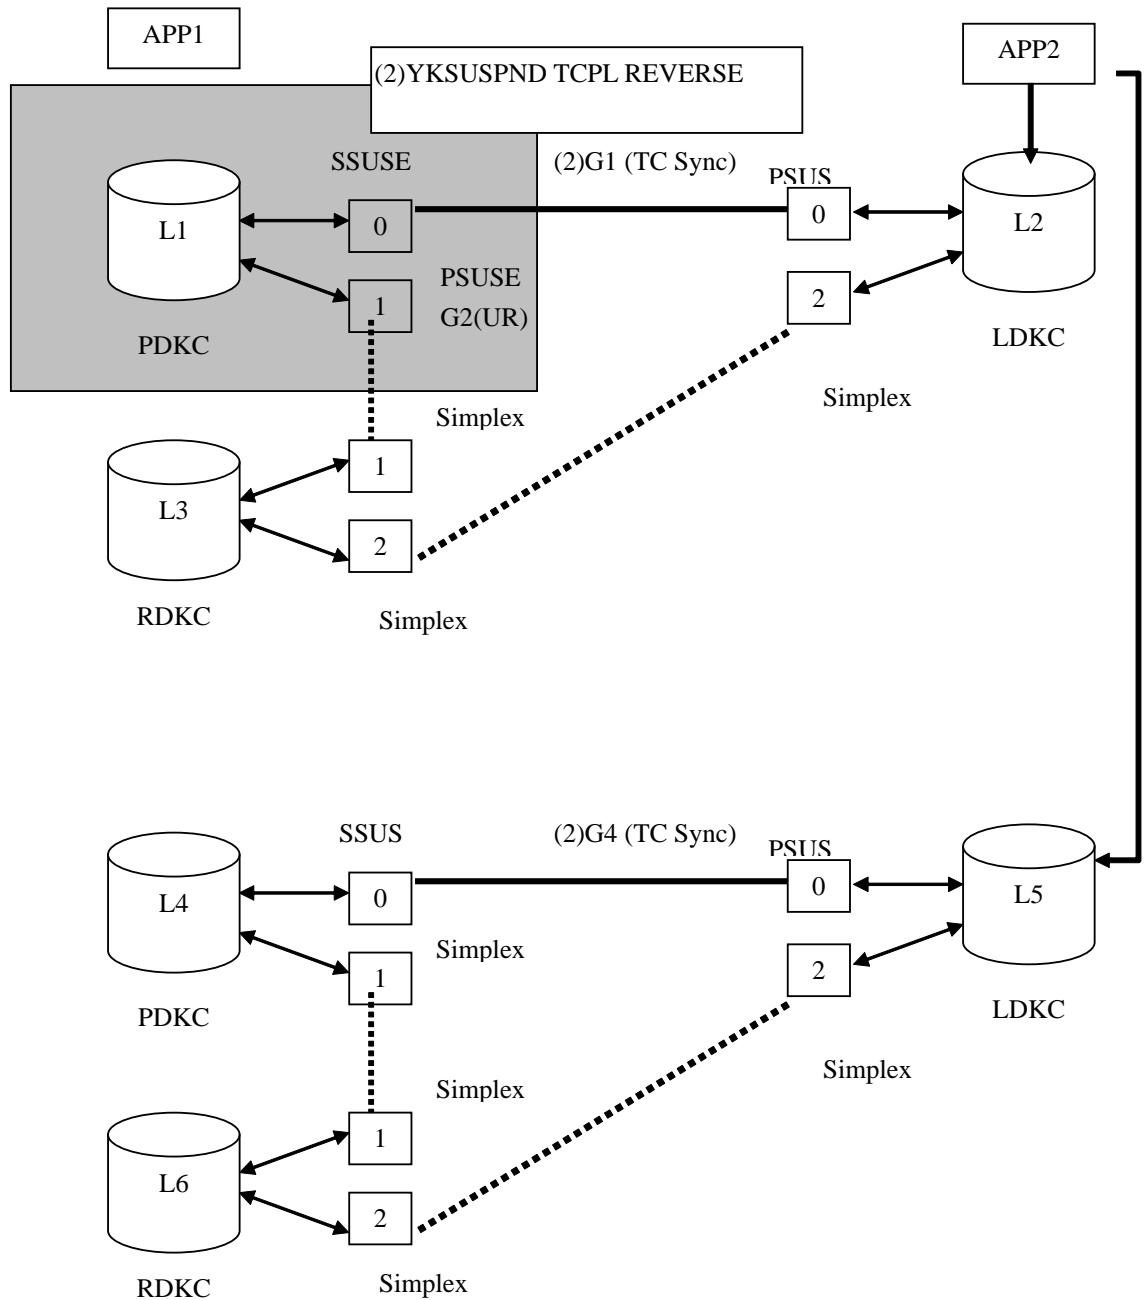 APP1
APP2
(2)YKSUSPND TCPL REVERSE
SSUSE
(2)G1 (TC Sync)
PSUS
L1
0
0
L2
PSUSE
1
G2(UR)
2
PDKC
LDKC
Simplex
Simplex
1
L3
2
RDKC
Simplex
SSUS
(2)G4 (TC Sync)
PSUS
L4
0
0
L5
Simplex
1
2
PDKC
LDKC
Simplex
Simplex
1
L6
2
RDKC
Simplex